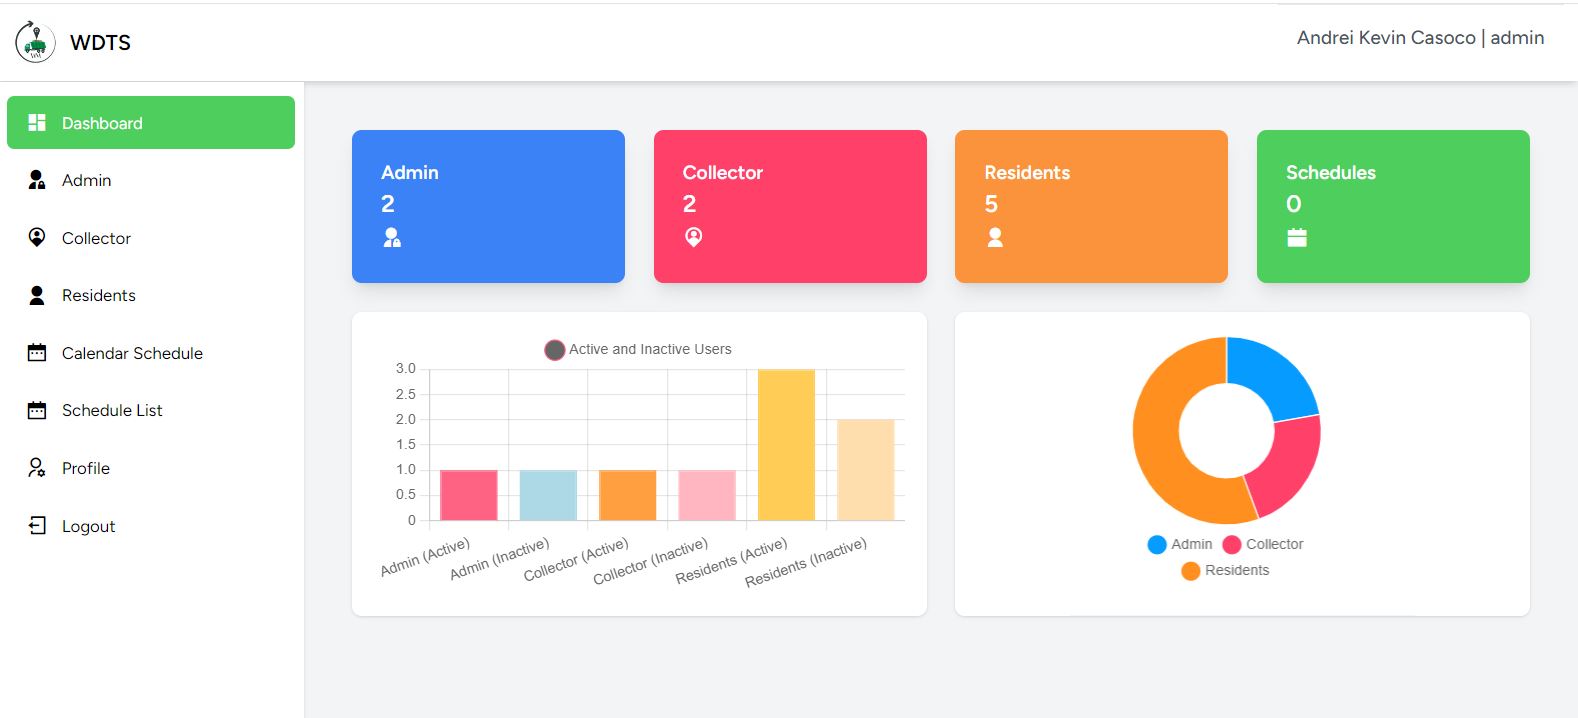 WDTS
Andrei Kevin Casoco | admin
Dashboard
Admin
Collector
Residents
Calendar Schedule
Schedule List
Profile
Logout
Admin
2
Collector
2
Residents
5
Schedules
0
Active and Inactive Users
3.0
2.5
2.0
1.5
1.0
0.5
0
Admin (Active)
Admin (Inactive)
Collector (Active)
Collector (Inactive)
Residents (Active)
Residents (Inactive)
Admin Collector
Residents